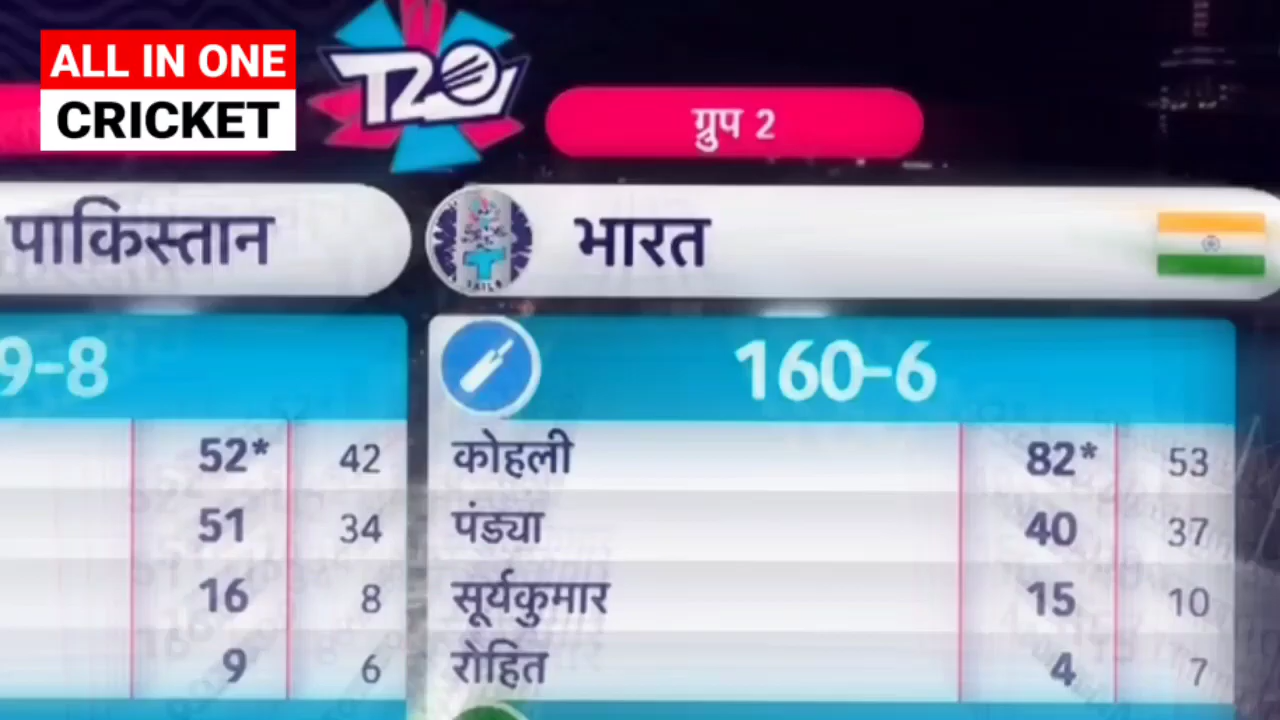 ALL IN ONE
CRICKET
T20
ग्रुप 2
पाकिस्तान
भारत
9-8
160-6
52* 42
51 34
16 8
9 6
कोहली 82* 53
पंड्या 40 37
सूर्यकुमार 15 10
रोहित 4 7